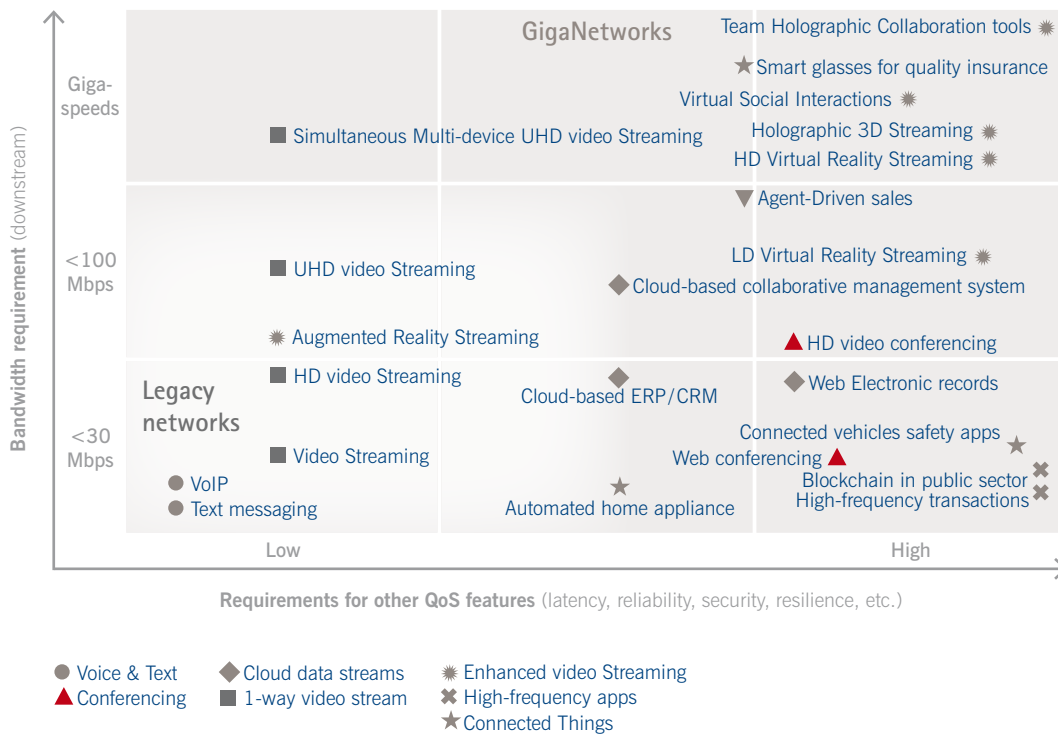 GigaNetworks
Team Holographic Collaboration tools
Smart glasses for quality insurance
Giga-
speeds
Virtual Social Interactions
Simultaneous Multi-device UHD video Streaming
Holographic 3D Streaming
HD Virtual Reality Streaming
Agent-Driven sales
<100
Mbps
UHD video Streaming
LD Virtual Reality Streaming
Cloud-based collaborative management system
Augmented Reality Streaming
HD video conferencing
Bandwidth requirement (downstream)
Legacy
networks
HD video Streaming
Cloud-based ERP/CRM
Web Electronic records
<30
Mbps
Video Streaming
Connected vehicles safety apps
Web conferencing
VoIP
Blockchain in public sector
Text messaging
Automated home appliance
High-frequency transactions
Low
High
Requirements for other QoS features (latency, reliability, security, resilience, etc.)
Voice & Text
Cloud data streams
Enhanced video Streaming
Conferencing
1-way video stream
High-frequency apps
Connected Things